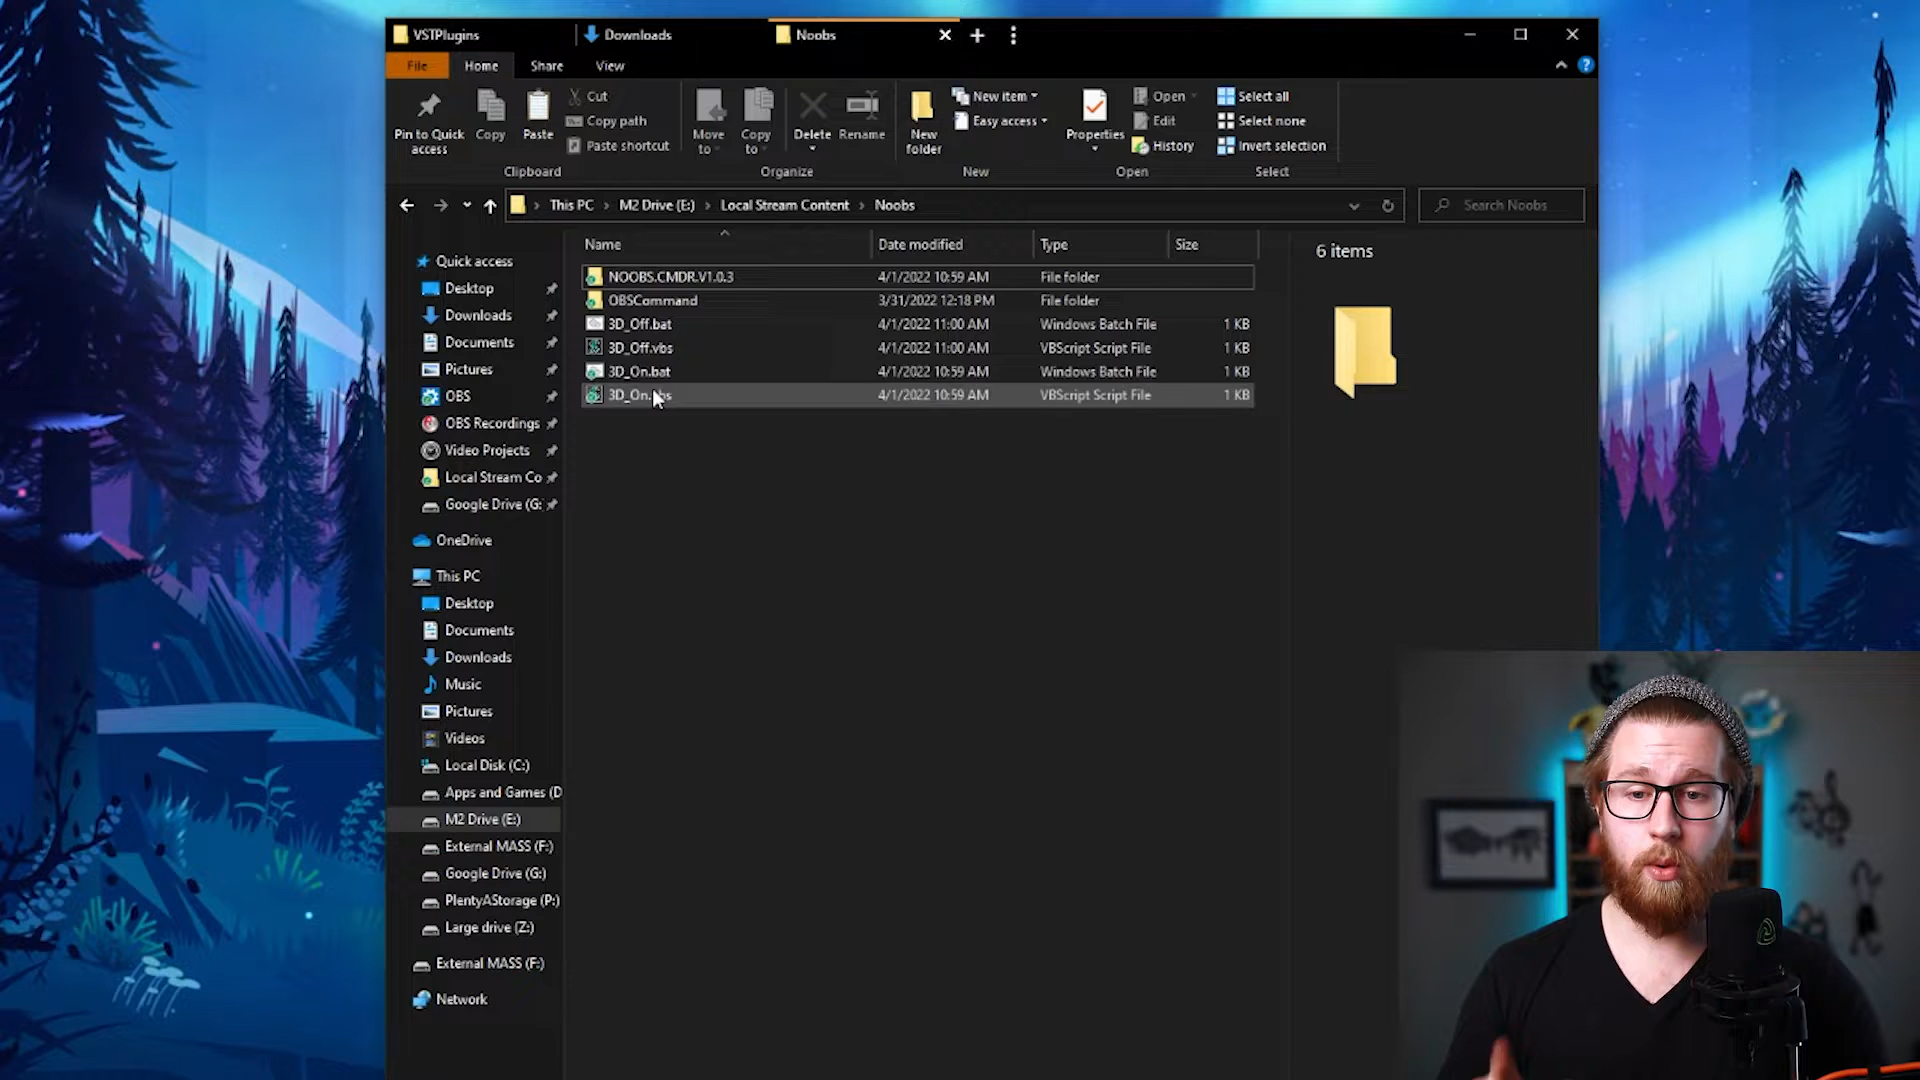 VSTPlugins
Downloads
Noobs
File
Home
Share
View
Pin to Quick access
Copy
Paste
Cut
Copy path
Paste shortcut
Clipboard
Move to
Copy to
Delete
Rename
Organize
New folder
New item
Easy access
New
Properties
Open
Edit
History
Open
Select all
Select none
Invert selection
Select
This PC > M2 Drive (E:) > Local Stream Content > Noobs
Search Noobs
Name Date modified Type Size
NOOBS.CMDR.V1.0.3 4/1/2022 10:59 AM File folder
OBSCommand 3/31/2022 12:18 PM File folder
3D_Off.bat 4/1/2022 11:00 AM Windows Batch File 1 KB
3D_Off.vbs 4/1/2022 11:00 AM VBScript Script File 1 KB
3D_On.bat 4/1/2022 10:59 AM Windows Batch File 1 KB
3D_On.vbs 4/1/2022 10:59 AM VBScript Script File 1 KB
6 items
Quick access
Desktop
Downloads
Documents
Pictures
OBS
OBS Recordings
Video Projects
Local Stream Co
Google Drive (G:
OneDrive
This PC
Desktop
Documents
Downloads
Music
Pictures
Videos
Local Disk (C:)
Apps and Games (D
M2 Drive (E:)
External MASS (F:)
Google Drive (G:)
PlentyAStorage (P:)
Large drive (Z:)
External MASS (F:)
Network